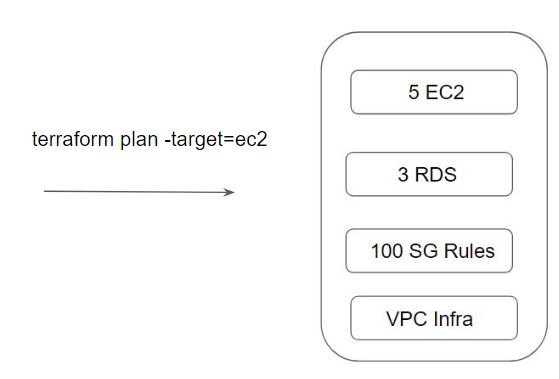 terraform plan -target=ec2
5 EC2
3 RDS
100 SG Rules
VPC Infra